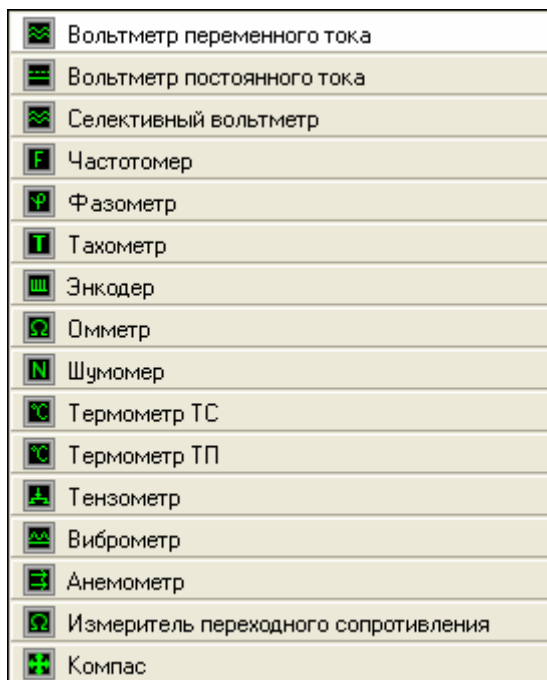 Вольтметр переменного тока
Вольтметр постоянного тока
Селективный вольтметр
F Частотомер
φ Фазометр
T Тахометр
Энкодер
Ω Омметр
N Шумомер
°C Термометр ТС
°C Термометр ТП
Тензометр
Виброметр
Анемометр
Ω Измеритель переходного сопротивления
Компас